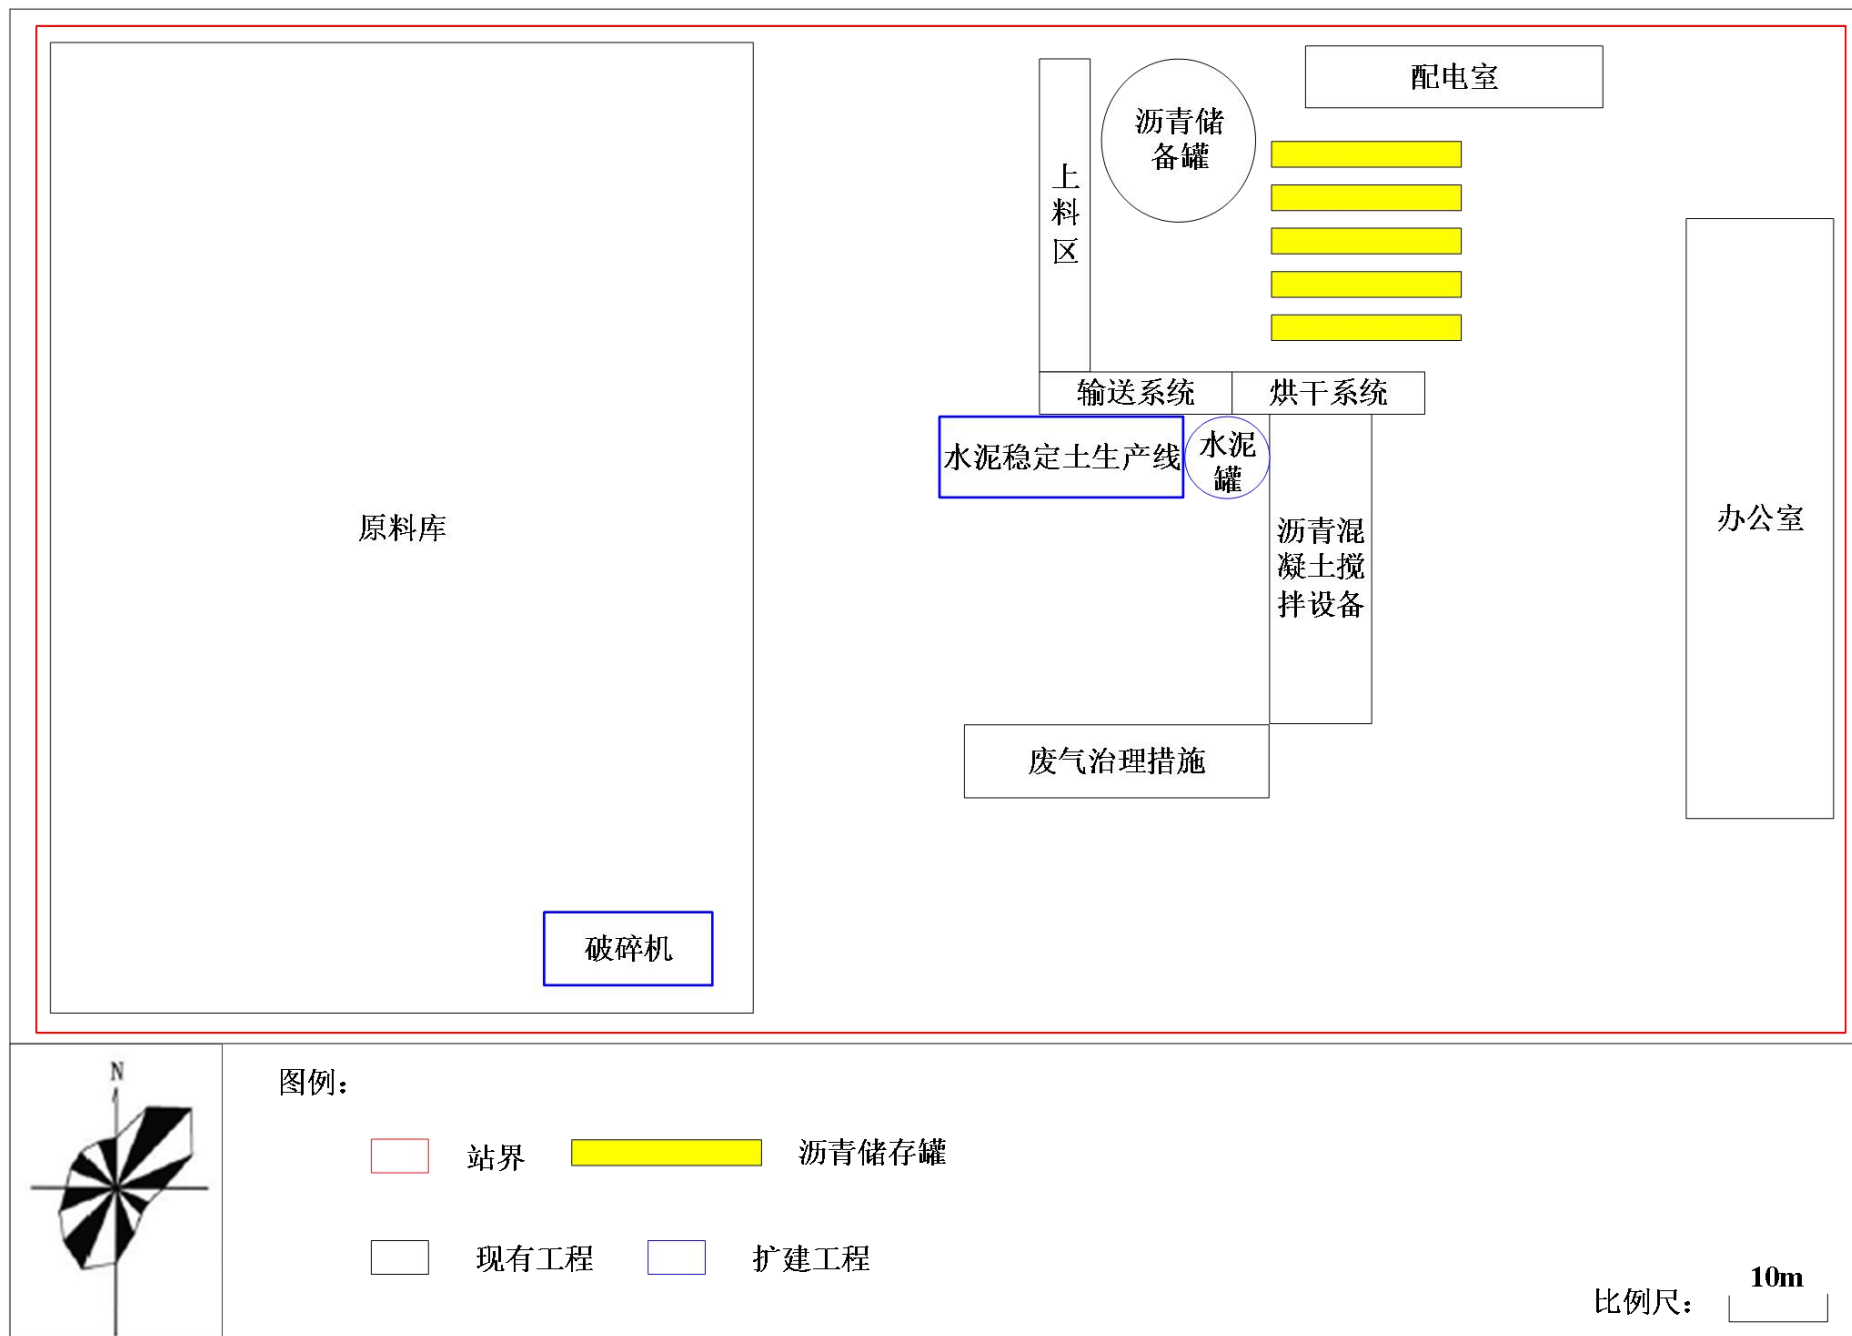 配电室
沥青储
备罐
上
料
区
输送系统
烘干系统
水泥稳定土生产线
水泥
罐
沥青混
凝土搅
拌设备
原料库
办公室
废气治理措施
破碎机
N
图例：
站界
沥青储存罐
现有工程
扩建工程
比例尺：
10m